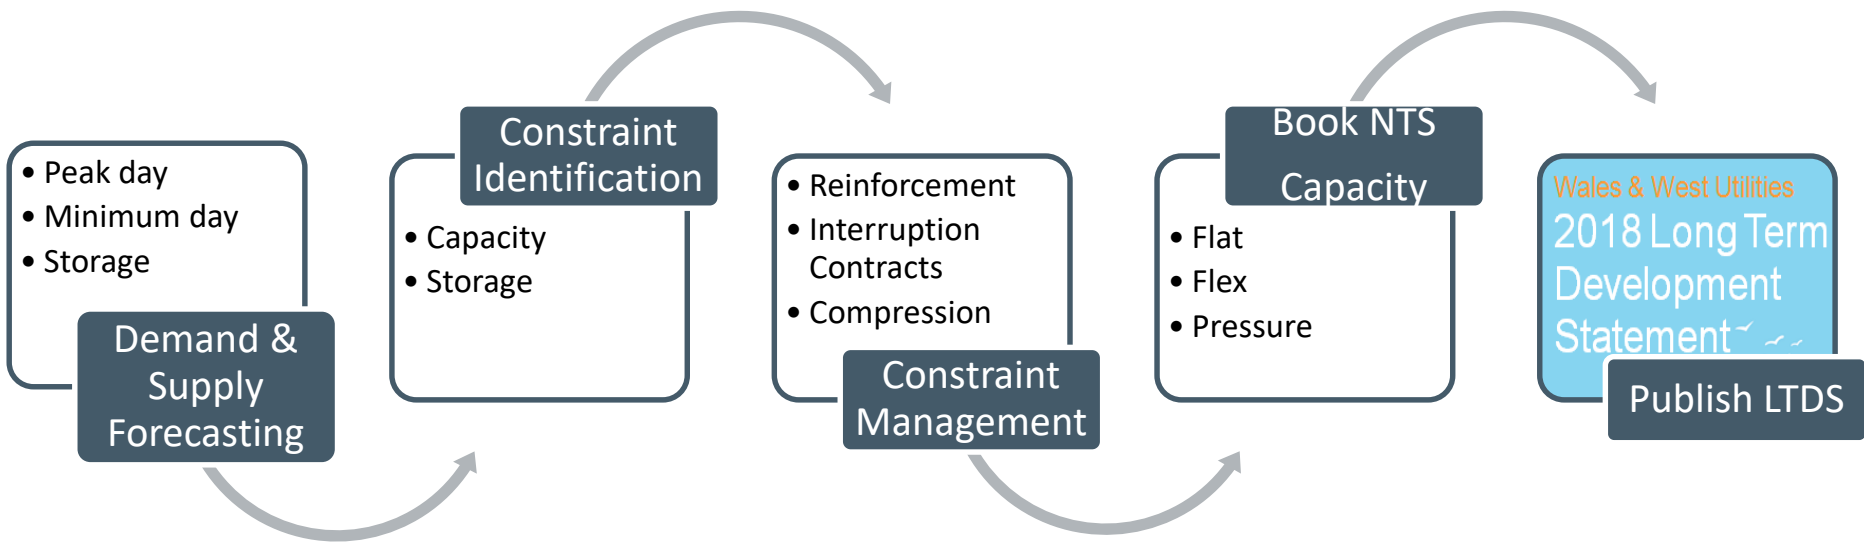 • Peak day
• Minimum day
• Storage
Demand &
Supply
Forecasting
Constraint
Identification
• Capacity
• Storage
• Reinforcement
• Interruption
Contracts
• Compression
Constraint
Management
Book NTS
Capacity
• Flat
• Flex
• Pressure
Wales & West Utilities
2018 Long Term
Development
Statement
Publish LTDS